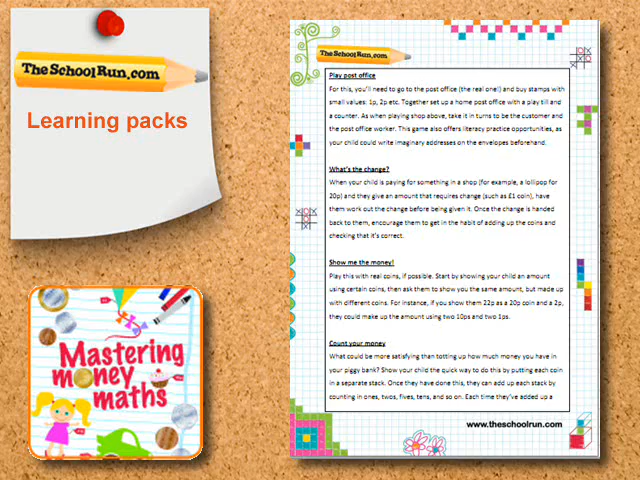 TheSchoolRun.com
Learning packs
Mastering
money
maths
TheSchoolRun.com
Play post office
For this, you'll need to go to the post office (the real one!) and buy stamps with
small values: 1p, 2p etc. Together set up a home post office with a play till and
a counter. As when playing shop above, take it in turns to be the customer and
the post office worker. This game also offers literacy practice opportunities, as
your child could write imaginary addresses on the envelopes beforehand.
What's the change?
When your child is paying for something in a shop (for example, a lollipop for
20p) and they give an amount that requires change (such as £1 coin), have
them work out the change before being given it. Once the change is handed
back to them, encourage them to get in the habit of adding up the coins and
checking that it's correct.
Show me the money!
Play this with real coins, if possible. Start by showing your child an amount
using certain coins, then ask them to show you the same amount, but made up
with different coins. For instance, if you show them 22p as a 20p coin and a 2p,
they could make up the amount using two 10ps and two 1ps.
Count your money
What could be more satisfying than totting up how much money you have in
your piggy bank? Show your child the quick way to do this by putting each coin
in a separate stack. Once they have done this, they can add up each stack by
counting in ones, twos, fives, tens, and so on. Each time they've added up a
www.theschoolrun.com